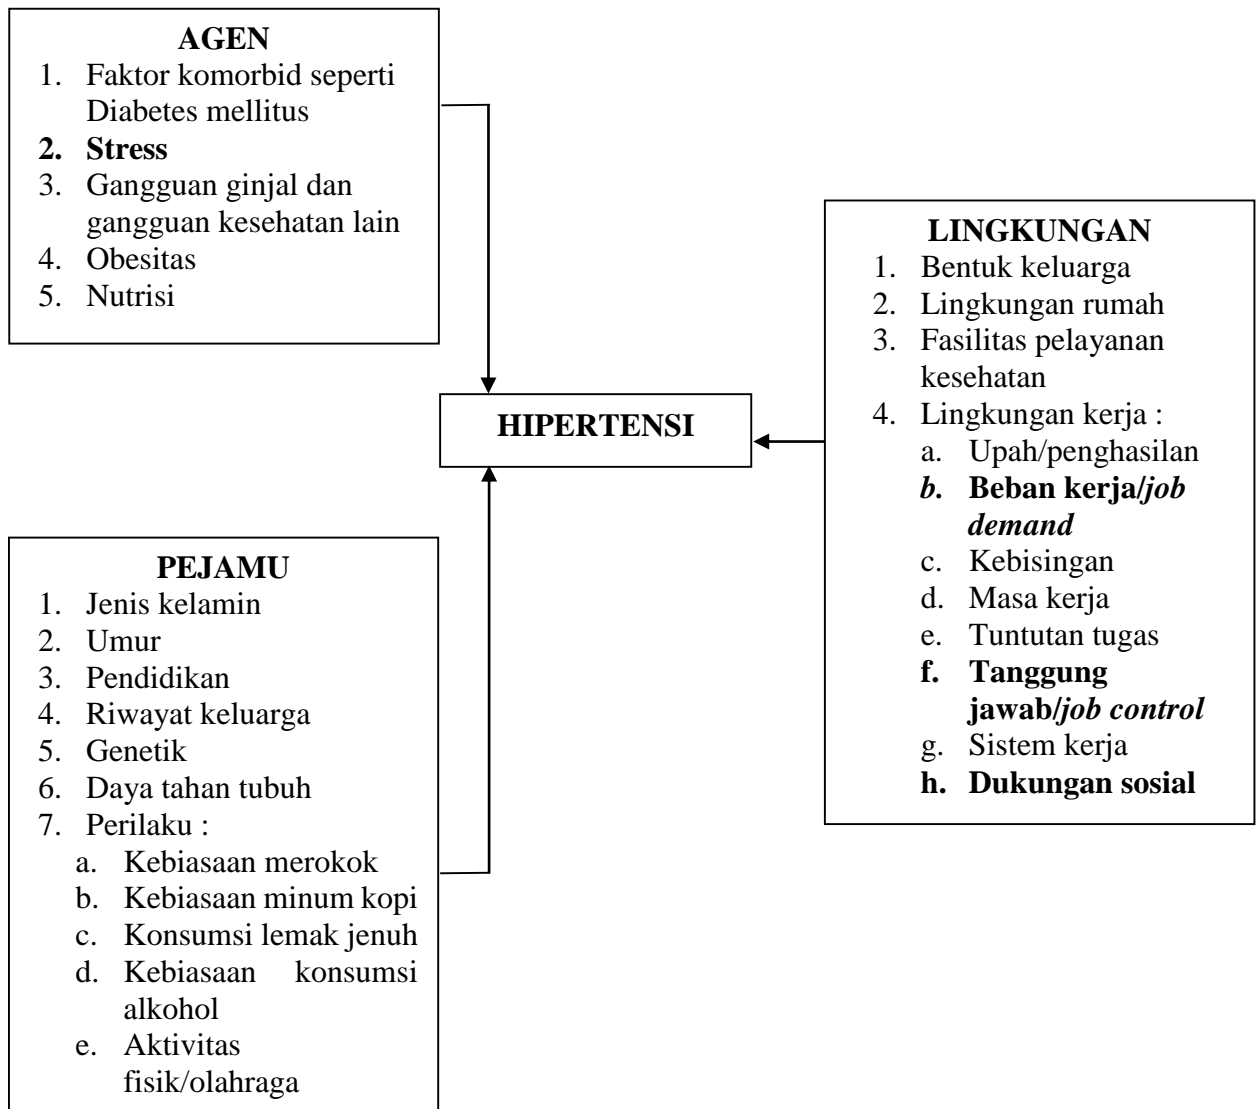 AGEN
1. Faktor komorbid seperti
Diabetes mellitus
2. Stress
3. Gangguan ginjal dan
gangguan kesehatan lain
4. Obesitas
5. Nutrisi
HIPERTENSI
LINGKUNGAN
1. Bentuk keluarga
2. Lingkungan rumah
3. Fasilitas pelayanan
kesehatan
4. Lingkungan kerja :
a. Upah/penghasilan
b. Beban kerja/job
demand
c. Kebisingan
d. Masa kerja
e. Tuntutan tugas
f. Tanggung
jawab/job control
g. Sistem kerja
h. Dukungan sosial
PEJAMU
1. Jenis kelamin
2. Umur
3. Pendidikan
4. Riwayat keluarga
5. Genetik
6. Daya tahan tubuh
7. Perilaku :
a. Kebiasaan merokok
b. Kebiasaan minum kopi
c. Konsumsi lemak jenuh
d. Kebiasaan konsumsi
alkohol
e. Aktivitas
fisik/olahraga